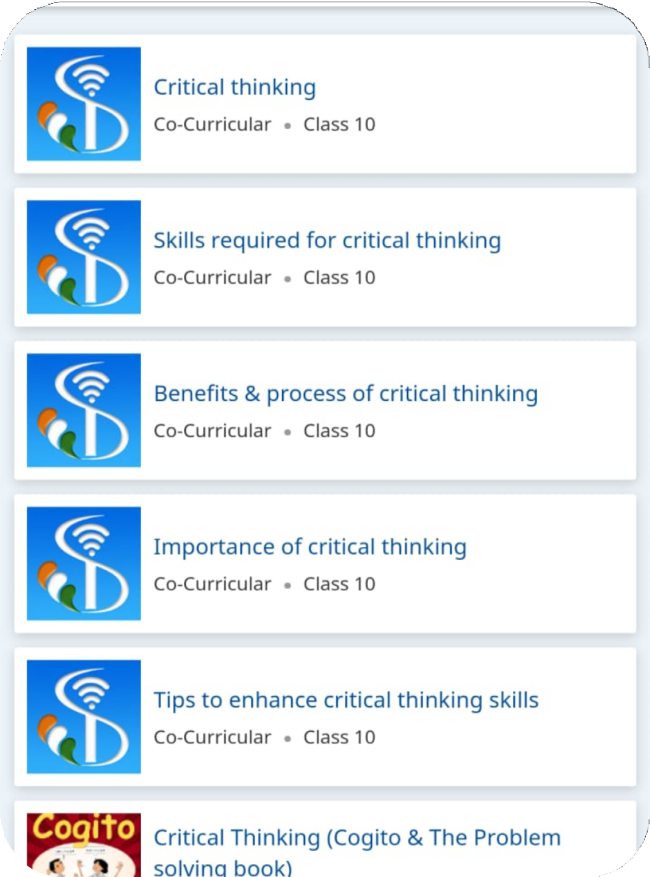 Critical thinking
Co-Curricular • Class 10
Skills required for critical thinking
Co-Curricular • Class 10
Benefits & process of critical thinking
Co-Curricular • Class 10
Importance of critical thinking
Co-Curricular • Class 10
Tips to enhance critical thinking skills
Co-Curricular • Class 10
Cogito
Critical Thinking (Cogito & The Problem
solving book)